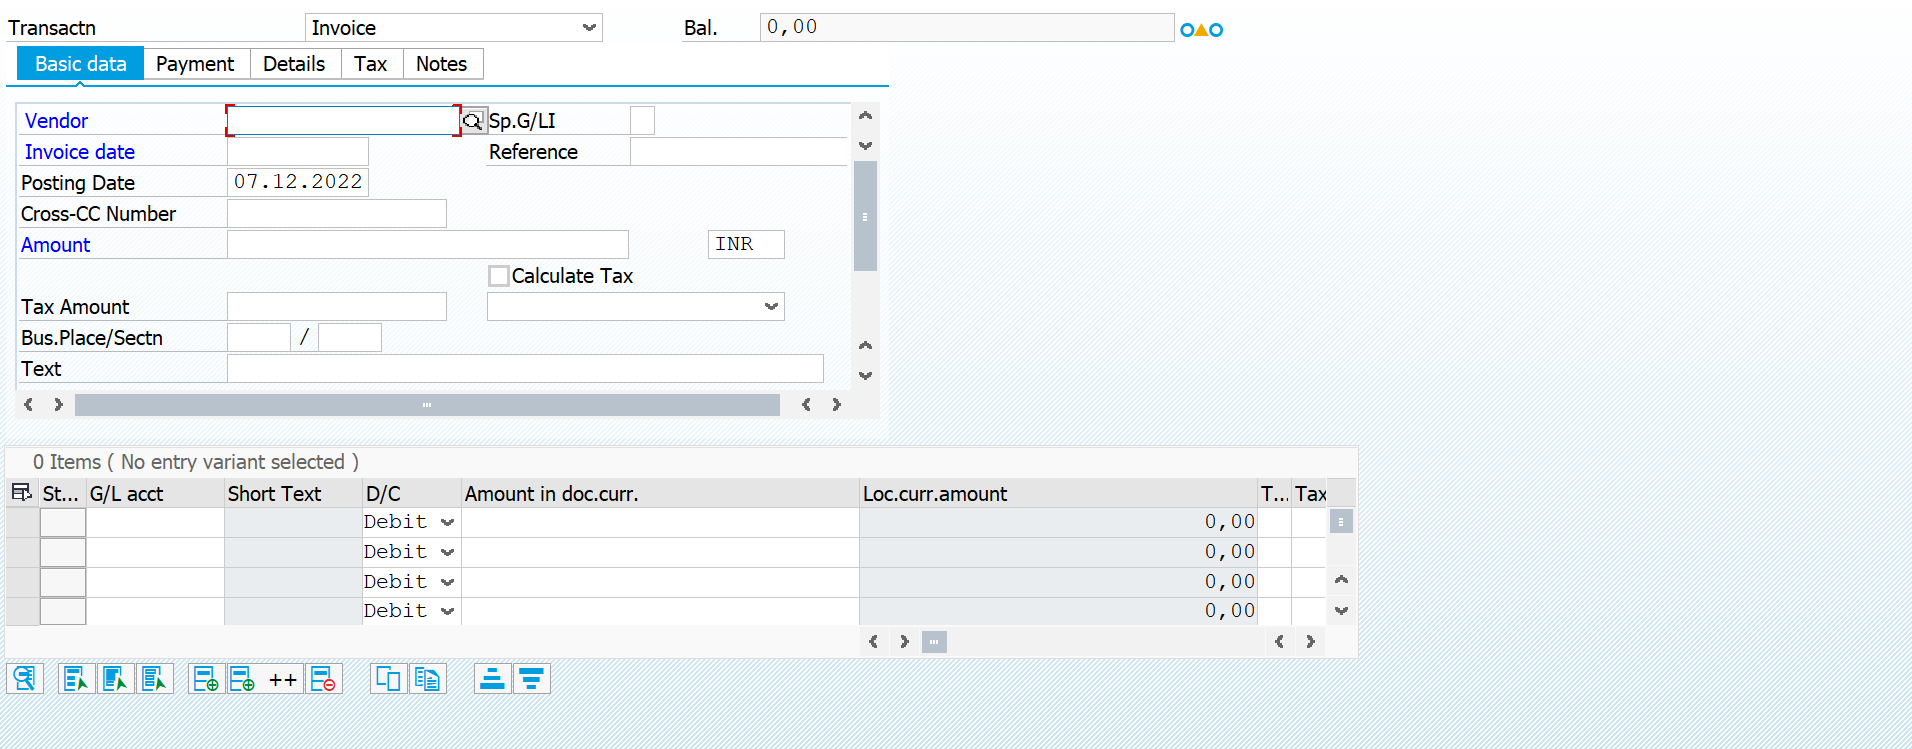 Transactn Invoice Bal. 0,00
Basic data Payment Details Tax Notes
Vendor Sp.G/LI
Invoice date Reference
Posting Date 07.12.2022
Cross-CC Number
Amount INR
Calculate Tax
Tax Amount
Bus.Place/Sectn /
Text
0 Items ( No entry variant selected )
St... G/L acct Short Text D/C Amount in doc.curr. Loc.curr.amount T... Tax
Debit 0,00
Debit 0,00
Debit 0,00
Debit 0,00
++